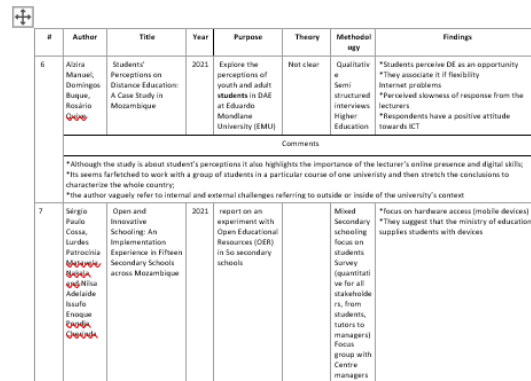 # Author Title Year Purpose Theory Methodol Findings
ogy
6 Alzira Students' 2021 Explore the Not clear Qualitativ *Students perceive DE as an opportunity
Manuel, Perceptions on perceptions of e *They associate it if flexibility
Domingos Distance Education: youth and adult Semi Internet problems
Buque, A Case Study in students in DAE structured *Perceived slowness of response from the
Rosário Mozambique at Eduardo interviews lecturers
Mondlane Higher *Respondents have a positive attitude
University (EMU) Education towards ICT
Comments
*Although the study is about student's perceptions it also highlights the importance of the lecturer's online presence and digital skills;
*Its seems farfetched to work with a group of students in a particular course of one univeristy and then stretch the conclusions to
characterize the whole country;
*the author vaguely refer to internal and external challenges referring to outside or inside of the university's context
7 Sérgio Open and 2021 report on an Mixed *focus on hardware access (mobile devices)
Paulo Innovative experiment with Secondary *They suggest that the ministry of education
Cossa, Schooling: An Open Educational schooling supplies students with devices
Lurdes Implementation Resources (OER) focus on
Patrocinia Experience in Fifteen in 5o secondary students
Secondary Schools schools Survey
across Mozambique (quantitati
and Nilsa ve for all
Adelaide stakeholde
Issufo rs, from
Enoque students,
tutors to
managers)
Focus
group with
Centre
managers